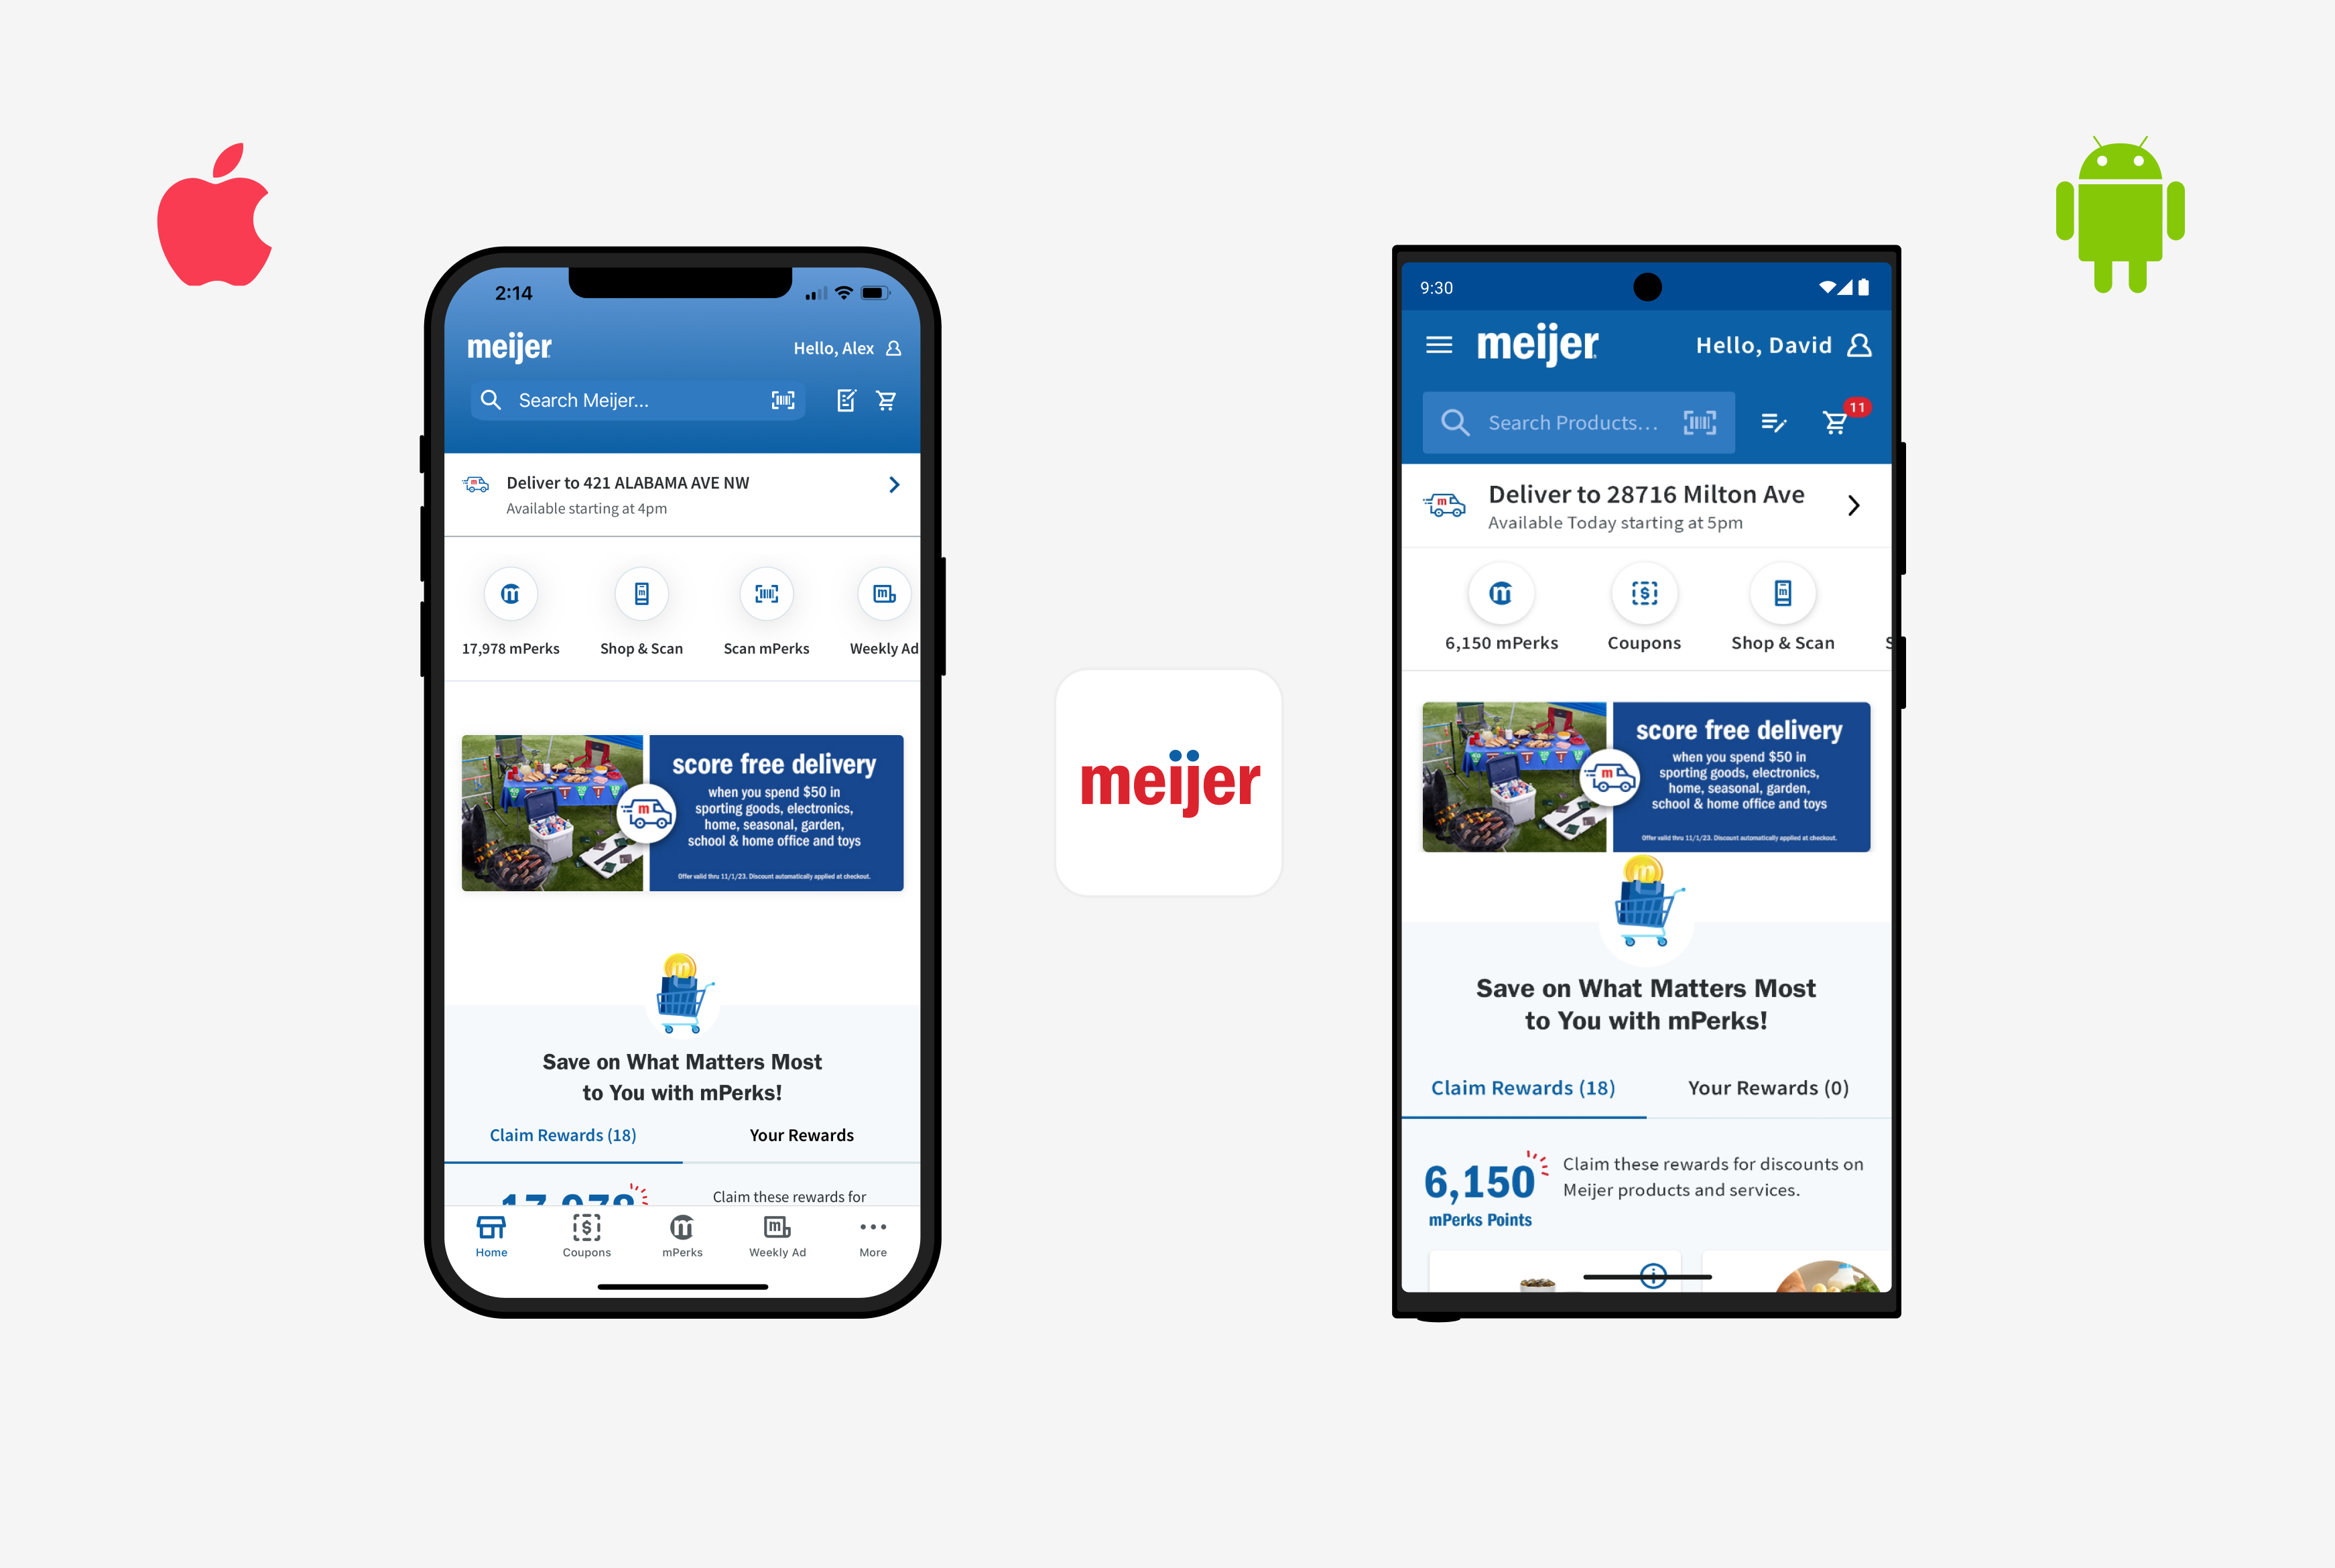 2:14
meijer
Hello, Alex
Search Meijer...
Deliver to 421 ALABAMA AVE NW
Available starting at 4pm
17,978 mPerks
Shop & Scan
Scan mPerks
Weekly Ad
score free delivery
when you spend $50 in
sporting goods, electronics,
home, seasonal, garden,
school & home office and toys
Offer valid thru 11/1/23. Discount automatically applied at checkout.
Save on What Matters Most
to You with mPerks!
Claim Rewards (18)
Your Rewards
17,978
Claim these rewards for
Home
Coupons
mPerks
Weekly Ad
More
meijer
9:30
meijer
Hello, David
Search Products...
11
Deliver to 28716 Milton Ave
Available Today starting at 5pm
6,150 mPerks
Coupons
Shop & Scan
S
score free delivery
when you spend $50 in
sporting goods, electronics,
home, seasonal, garden,
school & home office and toys
Offer valid thru 11/1/23. Discount automatically applied at checkout.
Save on What Matters Most
to You with mPerks!
Claim Rewards (18)
Your Rewards (0)
6,150
mPerks Points
Claim these rewards for discounts on
Meijer products and services.